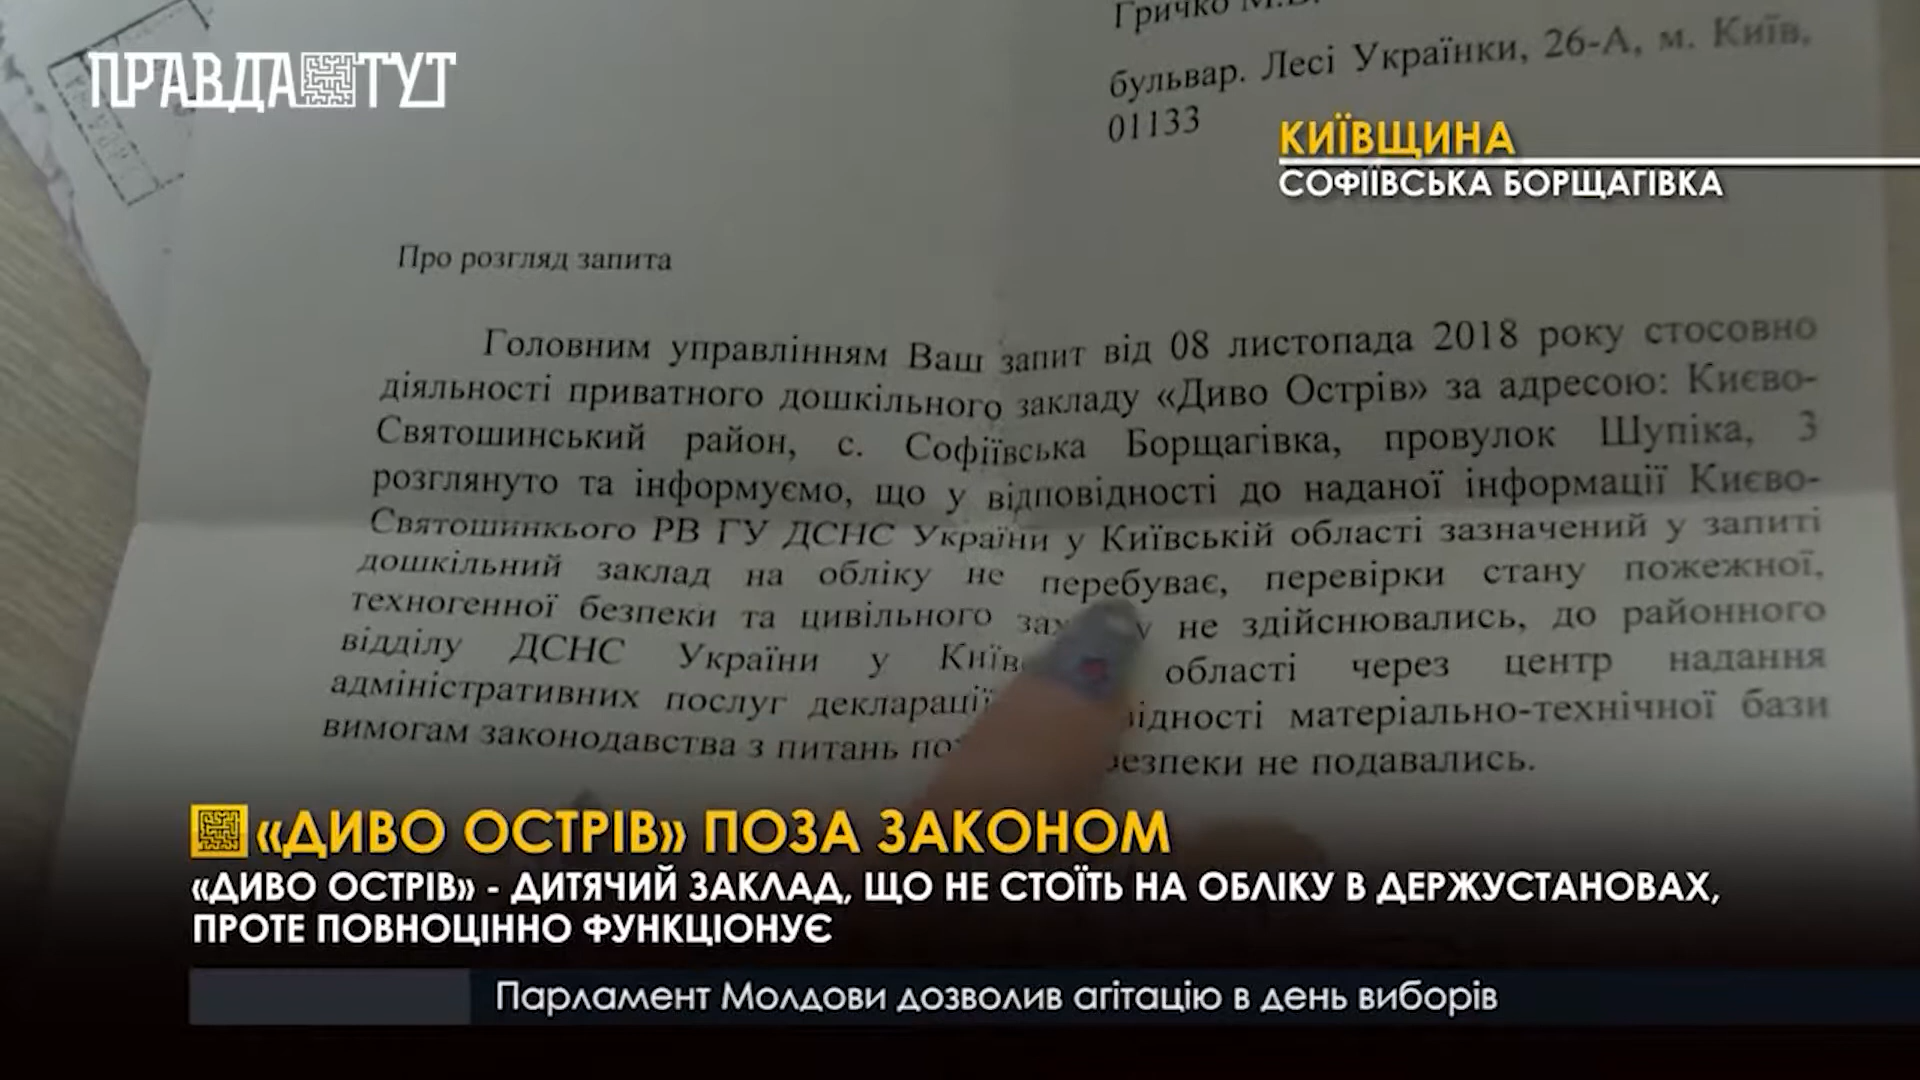 ПРАВДА ТУТ
Гричко
бульвар. Лесі Українки, 26-А, м. Київ,
01133
КИЇВЩИНА
СОФІЇВСЬКА БОРЩАГІВКА
Про розгляд запита
Головним управлінням Ваш запит від 08 листопада 2018 року стосовно
діяльності приватного дошкільного закладу «Диво Острів» за адресою: Києво-
Святошинський район, с. Софіївська Борщагівка, провулок Шупіка, 3
розглянуто та інформуємо, що у відповідності до наданої інформації Києво-
Святошинкього РВ ГУ ДСНС України у Київській області зазначений у запиті
дошкільний заклад на обліку не перебуває, перевірки стану пожежної,
техногенної безпеки та цивільного не здійснювались, до районного
відділу ДСНС України у області через центр надання
адміністративних послуг декларації матеріально-технічної бази
вимогам законодавства з питань не подавались.
«ДИВО ОСТРІВ» ПОЗА ЗАКОНОМ
«ДИВО ОСТРІВ» - ДИТЯЧИЙ ЗАКЛАД, ЩО НЕ СТОЇТЬ НА ОБЛІКУ В ДЕРЖУСТАНОВАХ,
ПРОТЕ ПОВНОЦІННО ФУНКЦІОНУЄ
Парламент Молдови дозволив агітацію в день виборів